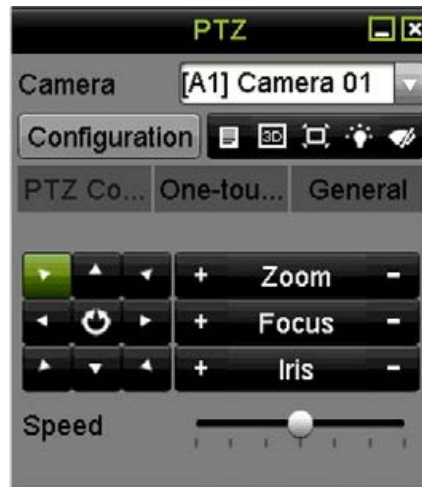 PTZ
Camera [A1] Camera 01
Configuration 3D
PTZ Co... One-tou... General
+ Zoom -
+ Focus -
+ Iris -
Speed